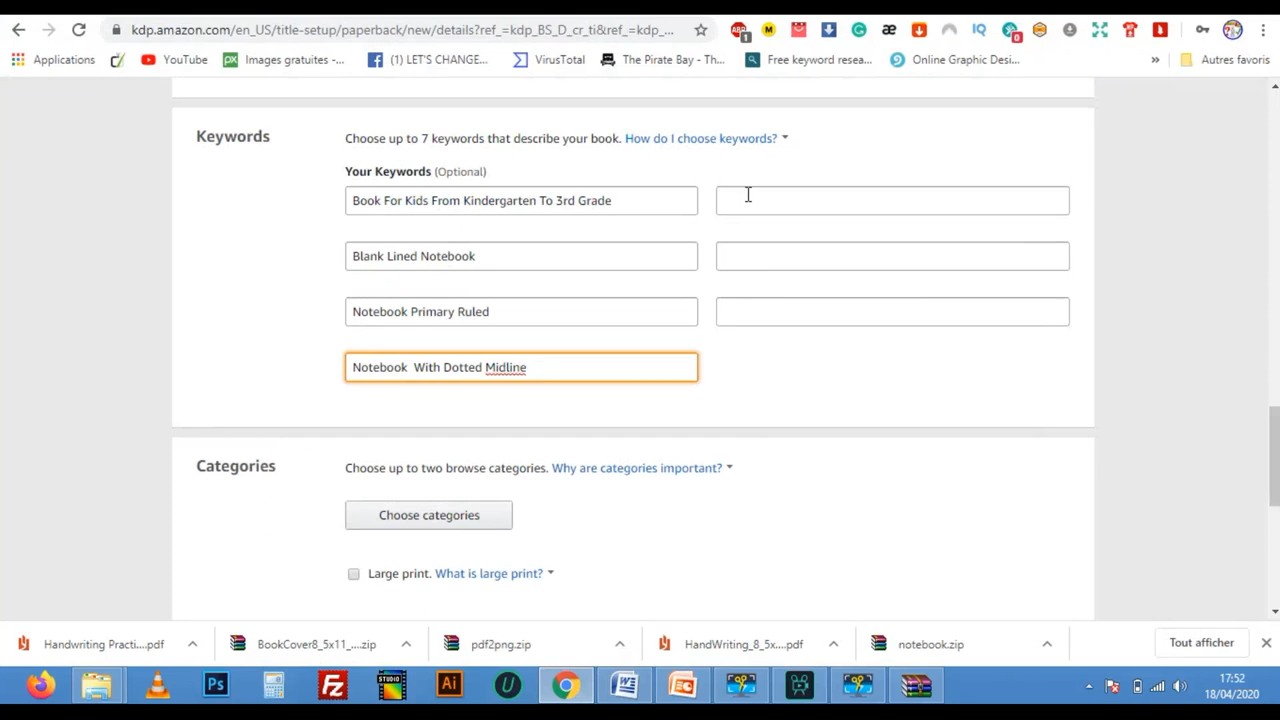 kdp.amazon.com/en_US/title-setup/paperback/new/details?ref_=kdp_BS_D_cr_ti&ref_=kdp_...
Applications
YouTube
Images gratuites -...
(1) LET'S CHANGE...
VirusTotal
The Pirate Bay - Th...
Free keyword resea...
Online Graphic Desi...
»
Autres favoris
Keywords
Choose up to 7 keywords that describe your book. How do I choose keywords?
Your Keywords (Optional)
Book For Kids From Kindergarten To 3rd Grade
Blank Lined Notebook
Notebook Primary Ruled
Notebook  With Dotted Midline
Categories
Choose up to two browse categories. Why are categories important?
Choose categories
Large print. What is large print?
Handwriting Practi....pdf
BookCover8_5x11_....zip
pdf2png.zip
HandWriting_8_5x....pdf
notebook.zip
Tout afficher
17:52
18/04/2020